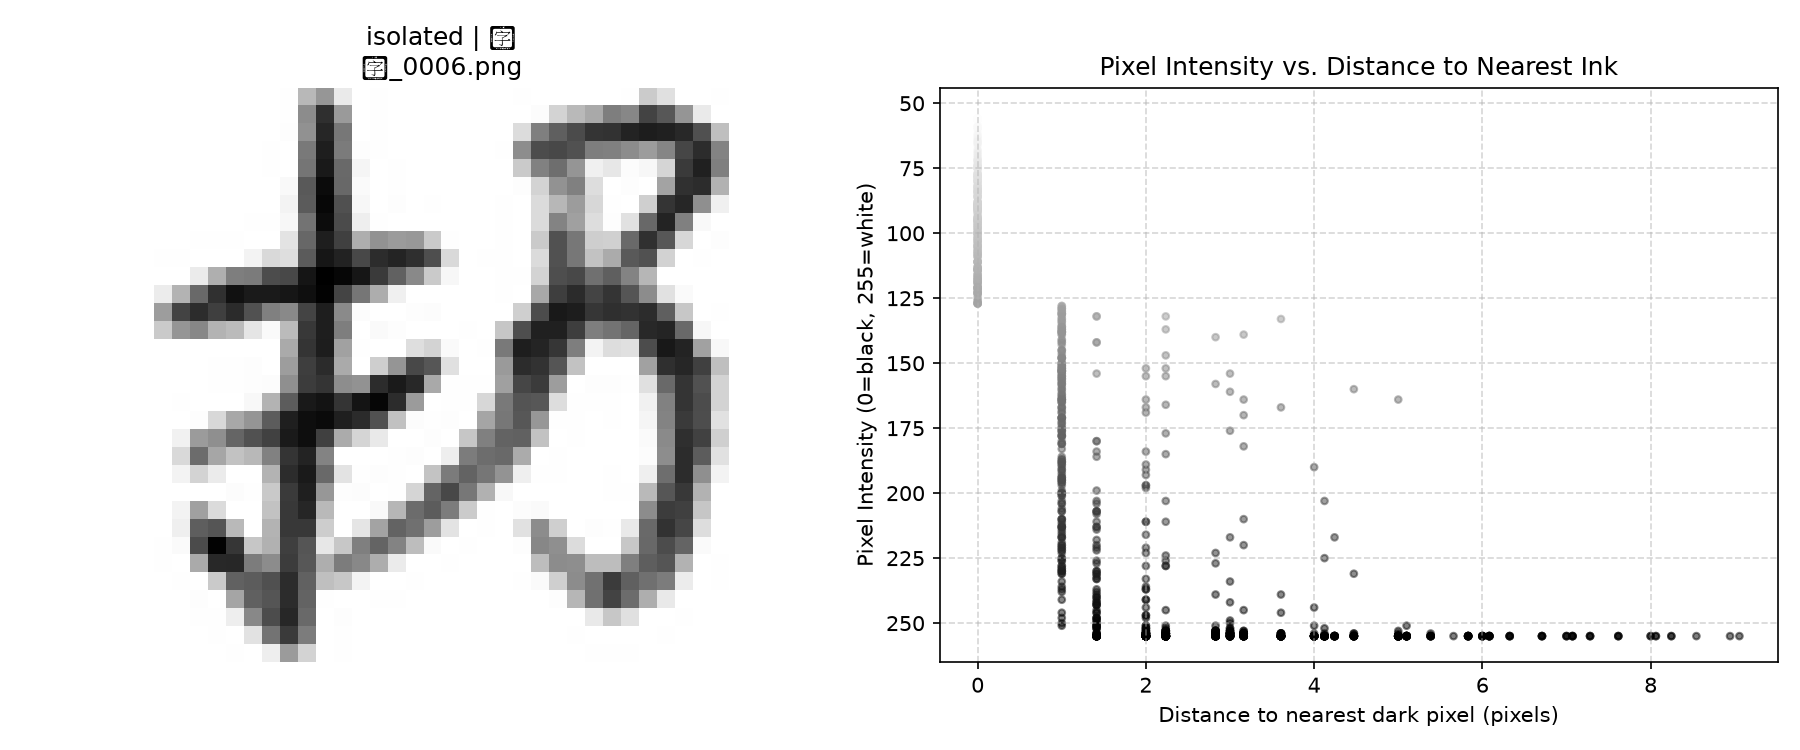 isolated |
_0006.png
拐
Pixel Intensity vs. Distance to Nearest Ink
50
75
100
125
150
175
200
225
250
Pixel Intensity (0=black, 255=white)
0 2 4 6 8
Distance to nearest dark pixel (pixels)